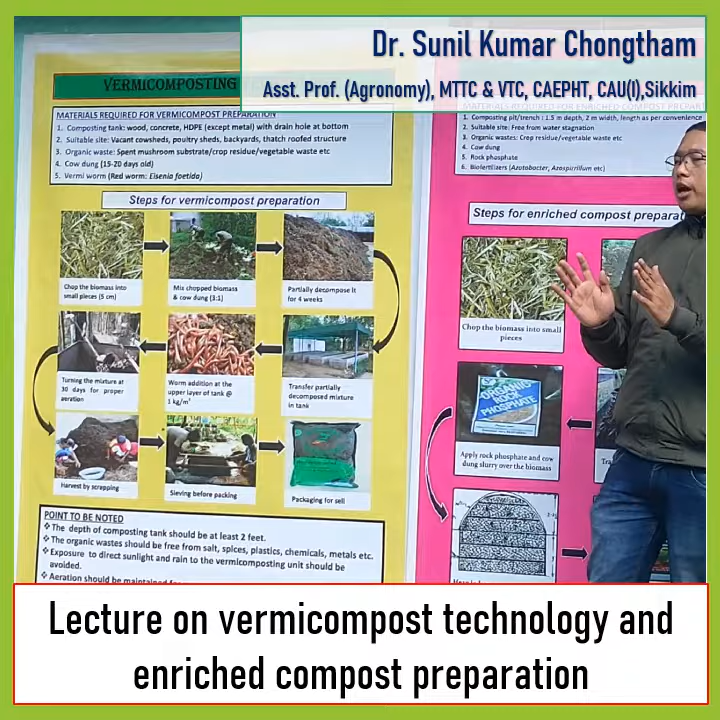 Dr. Sunil Kumar Chongtham
Asst. Prof. (Agronomy), MTTC & VTC, CAEPHT, CAU(I),Sikkim
VERMICOMPOSTING
MATERIALS REQUIRED FOR VERMICOMPOST PREPARATION
1. Composting tank: wood, concrete, HDPE (except metal) with drain hole at bottom
2. Suitable site: Vacant cowsheds, poultry sheds, backyards, thatch roofed structure
3. Organic waste: Spent mushroom substrate/crop residue/vegetable waste etc
4. Cow dung (15-20 days old)
5. Vermi worm (Red worm: Eisenia foetida)
Steps for vermicompost preparation
Chop the biomass into
small pieces (5 cm)
Mix chopped biomass
& cow dung (3:1)
Partially decompose it
for 4 weeks
Turning the mixture at
30 days for proper
aeration
Worm addition at the
upper layer of tank @
1 kg/m²
Transfer partially
decomposed mixture
in tank
Harvest by scrapping
Sieving before packing
Packaging for sell
POINT TO BE NOTED
❖ The depth of composting tank should be at least 2 feet.
❖ The organic wastes should be free from salt, spices, plastics, chemicals, metals etc.
❖ Exposure to direct sunlight and rain to the vermicomposting unit should be
avoided.
❖ Aeration should be maintained
MATERIALS REQUIRED FOR ENRICHED COMPOST PREPARAT
1. Composting pit/trench : 1.5 m depth, 2 m width, length as per convenience
2. Suitable site: Free from water stagnation
3. Organic wastes: Crop residue/vegetable waste etc
4. Cow dung
5. Rock phosphate
6. Biofertilizers (Azotobacter, Azospirillum etc)
Steps for enriched compost preparat
Chop the biomass into small
pieces
ORGANIC
ROCK
PHOSPHATE
Apply rock phosphate and cow
dung slurry over the biomass
Tra
Lecture on vermicompost technology and
enriched compost preparation